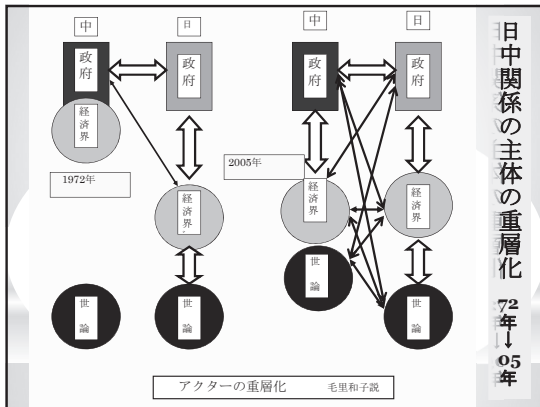 日中関係の主体の重層化 72年→05年
中
日
政府
政府
経済界
1972年
経済界
世論
世論
中
日
政府
政府
2005年
経済界
経済界
世論
世論
アクターの重層化 毛里和子説